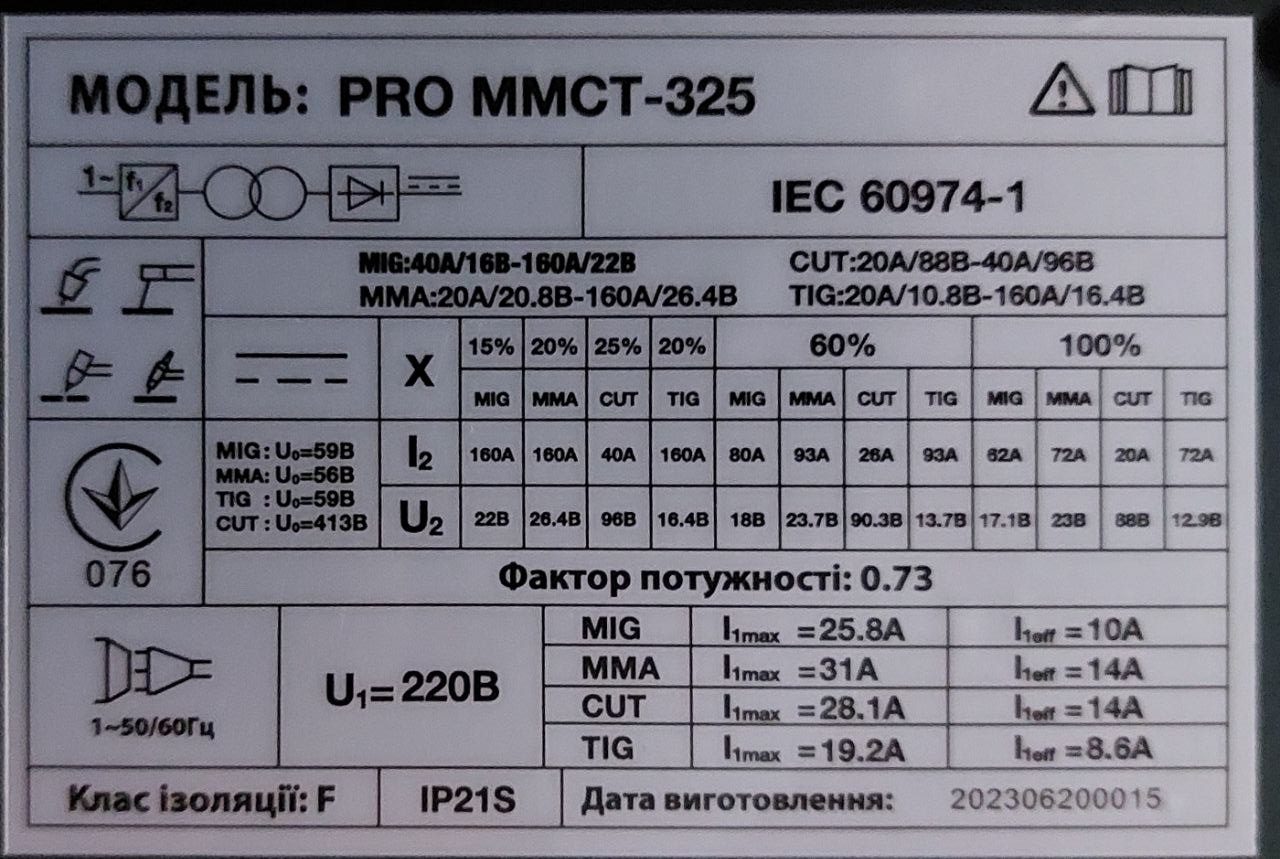 МОДЕЛЬ: PRO MMCT-325
1~ f₁ f₂
IEC 60974-1
MIG:40A/16B-160A/22B CUT:20A/88B-40A/96B
MMA:20A/20.8B-160A/26.4B TIG:20A/10.8B-160A/16.4B
X 15% 20% 25% 20% 60% 100%
MIG MMA CUT TIG MIG MMA CUT TIG MIG MMA CUT TIG
MIG: U₀=59B
MMA: U₀=56B
TIG : U₀=59B
CUT : U₀=413B
I₂ 160A 160A 40A 160A 80A 93A 26A 93A 62A 72A 20A 72A
U₂ 22B 26.4B 96B 16.4B 18B 23.7B 90.3B 13.7B 17.1B 23B 88B 12.9B
076
Фактор потужності: 0.73
1~50/60Гц
U₁=220B
MIG I1max =25.8A I1eff =10A
MMA I1max =31A I1eff =14A
CUT I1max =28.1A I1eff =14A
TIG I1max =19.2A I1eff =8.6A
Клас ізоляції: F IP21S Дата виготовлення: 202306200015